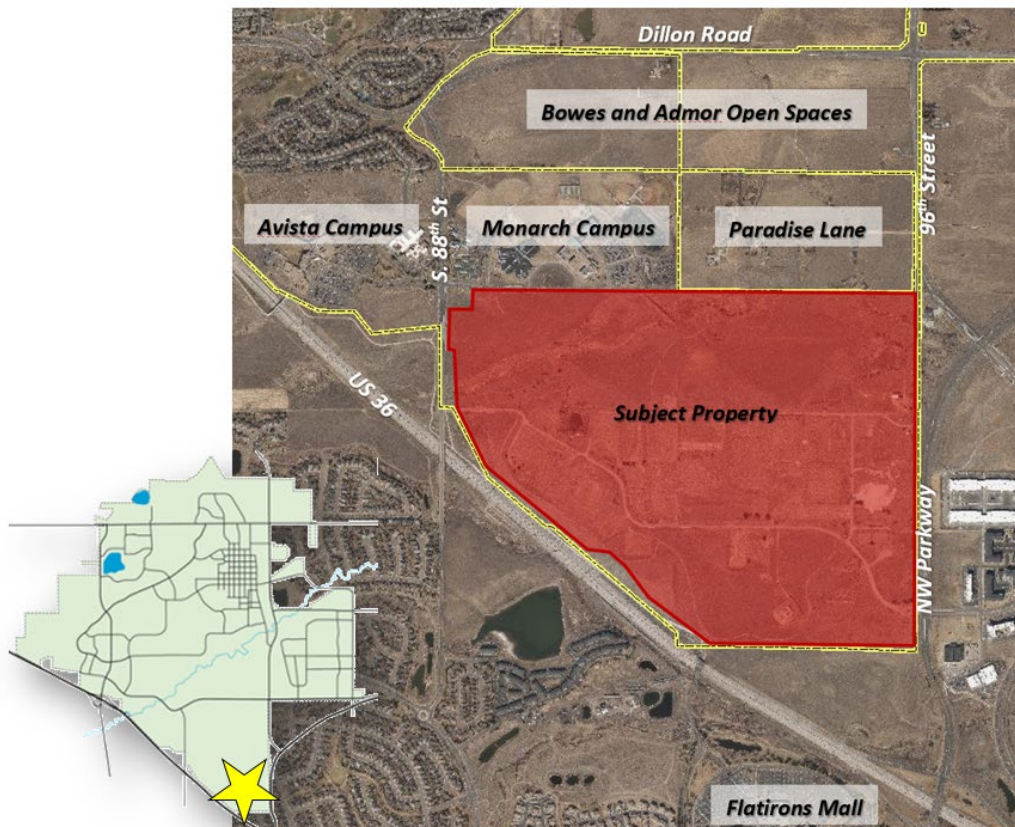 Dillon Road
Bowes and Admor Open Spaces
96th Street
Avista Campus
S. 88th St
Monarch Campus
Paradise Lane
US 36
Subject Property
NW Parkway
Flatirons Mall